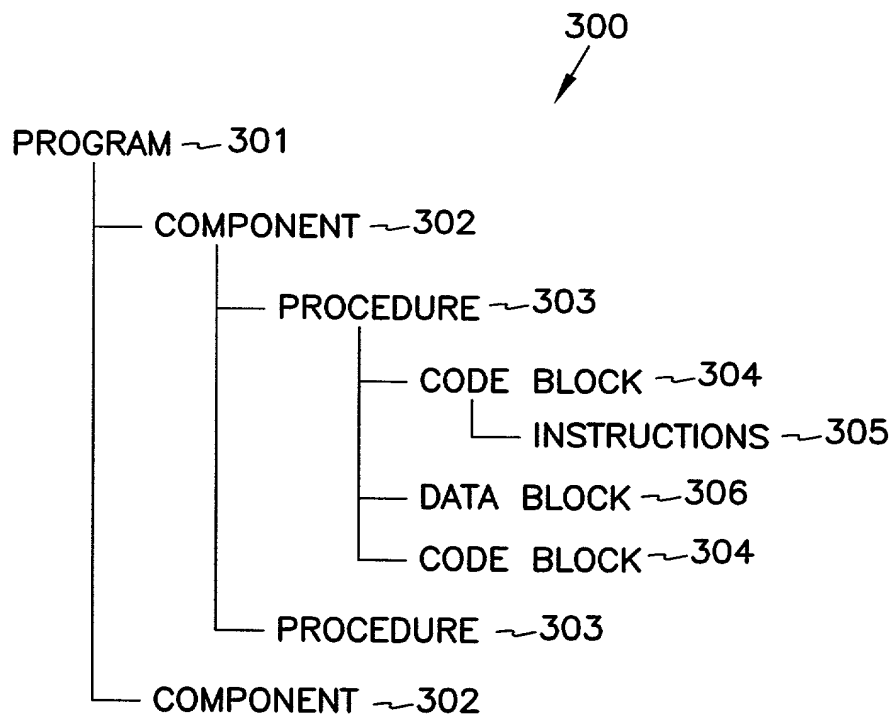 300
PROGRAM 301
COMPONENT 302
PROCEDURE 303
CODE BLOCK 304
INSTRUCTIONS 305
DATA BLOCK 306
CODE BLOCK 304
PROCEDURE 303
COMPONENT 302